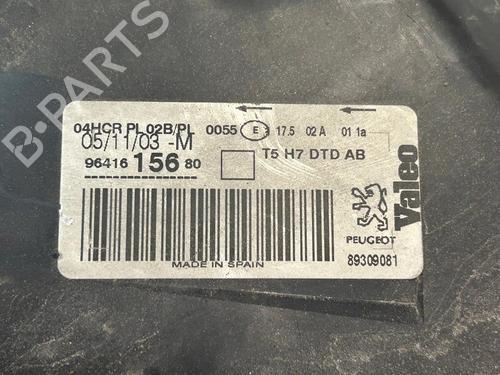 04HCR PL 02B/PL 0055 E 17.5 02 A 01 1a
05/11/03 -M
T5 H7 DTD AB
96416 156 80
Valeo
PEUGEOT
89309081
MADE IN SPAIN
B-PARTS